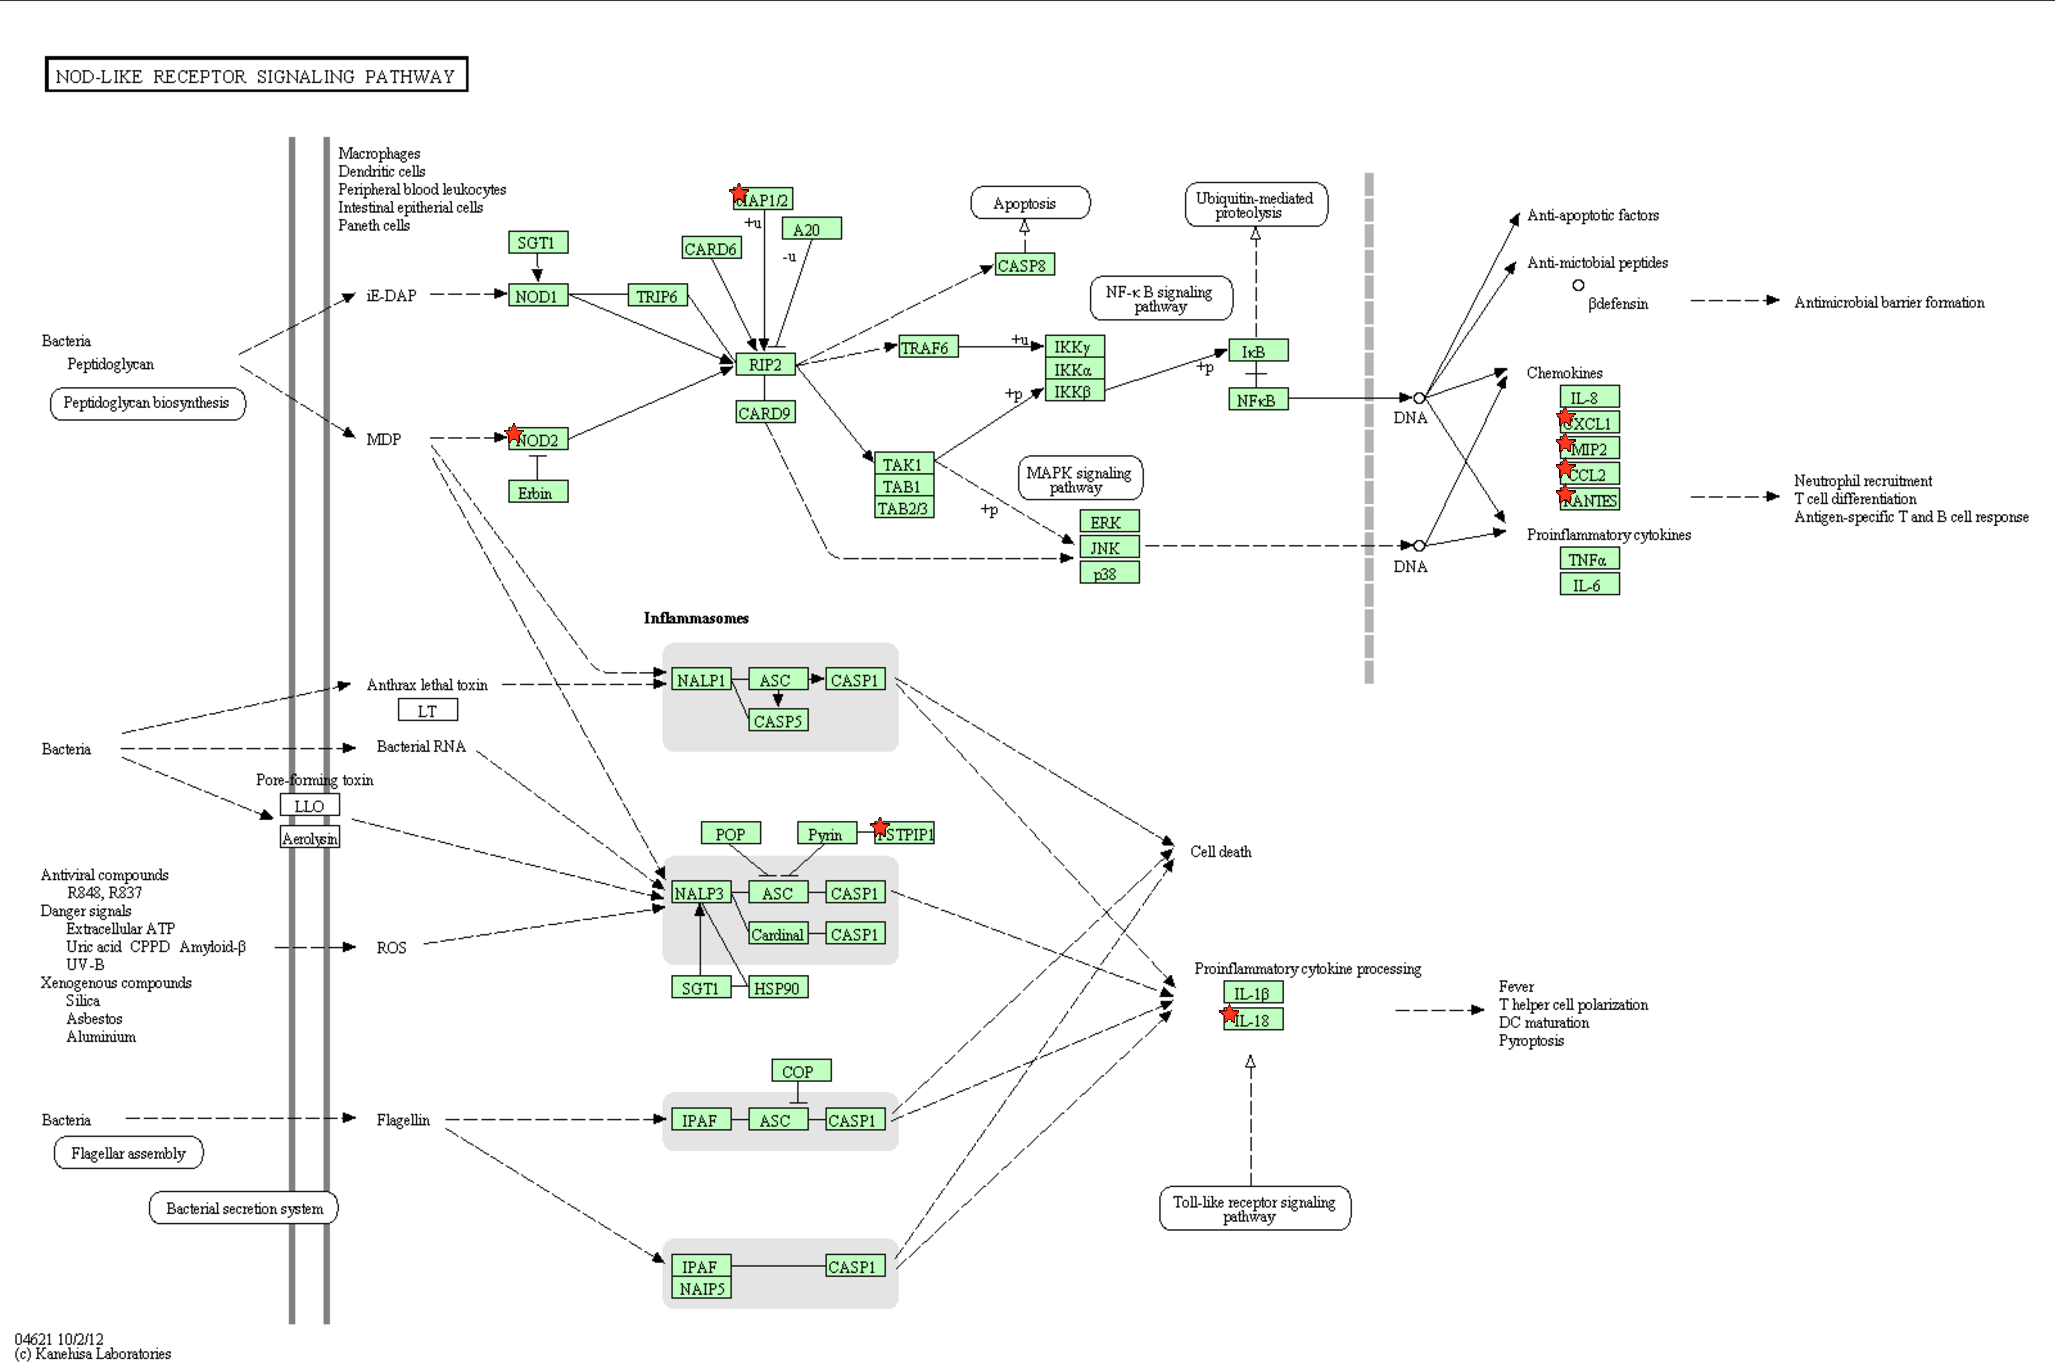 NOD-LIKE RECEPTOR SIGNALING PATHWAY
Macrophages
Dendritic cells
Peripheral blood leukocytes
Intestinal epitherial cells
Paneth cells
SGT1
NOD1
TRIP6
iE-DAP
CARD6
AP1/2
+u
A20
-u
RIP2
CARD9
Apoptosis
CASP8
Ubiquitin-mediated
proteolysis
NF-κ B signaling
pathway
TRAF6
+u
IKKγ
IKKα
IKKβ
+p
+p
IκB
NFκB
DNA
Bacteria
Peptidoglycan
Peptidoglycan biosynthesis
MDP
NOD2
Erbin
TAK1
TAB1
TAB2/3
+p
MAPK signaling
pathway
ERK
JNK
p38
DNA
Anti-apoptotic factors
Anti-mictobial peptides
βdefensin
Antimicrobial barrier formation
Chemokines
IL-8
CXCL1
MIP2
CCL2
RANTES
Neutrophil recruitment
T cell differentiation
Antigen-specific T and B cell response
Proinflammatory cytokines
TNFα
IL-6
Inflammasomes
NALP1
ASC
CASP1
CASP5
Anthrax lethal toxin
LT
Bacteria
Bacterial RNA
Pore-forming toxin
LLO
Aerolysin
POP
Pyrin
PSTPIP1
NALP3
ASC
CASP1
Cardinal
CASP1
SGT1
HSP90
Antiviral compounds
R848, R837
Danger signals
Extracellular ATP
Uric acid CPPD Amyloid-β
UV-B
Xenogenous compounds
Silica
Asbestos
Aluminium
ROS
Cell death
Proinflammatory cytokine processing
IL-1β
IL-18
Fever
T helper cell polarization
DC maturation
Pyroptosis
COP
IPAF
ASC
CASP1
Bacteria
Flagellin
Flagellar assembly
Bacterial secretion system
Toll-like receptor signaling
pathway
IPAF
CASP1
NAIP5
04621 10/2/12
(c) Kanehisa Laboratories